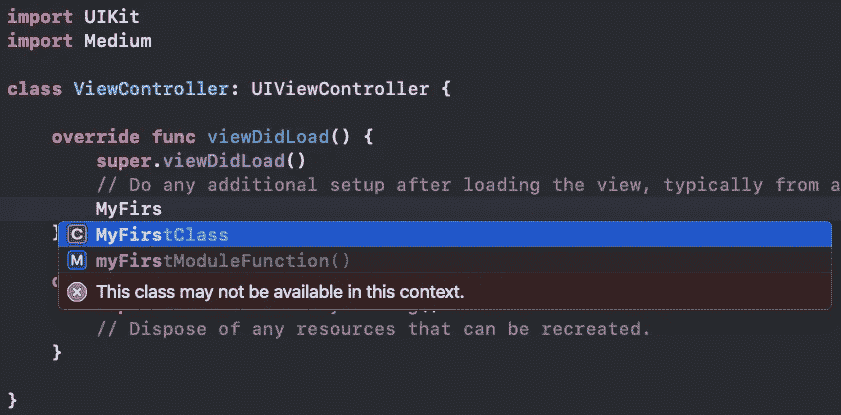 import UIKit
import Medium
class ViewController: UIViewController {
override func viewDidLoad() {
super.viewDidLoad()
// Do any additional setup after loading the view, typically from a
MyFirs
}
C MyFirstClass
M myFirstModuleFunction()
This class may not be available in this context.
// Dispose of any resources that can be recreated.
}
}